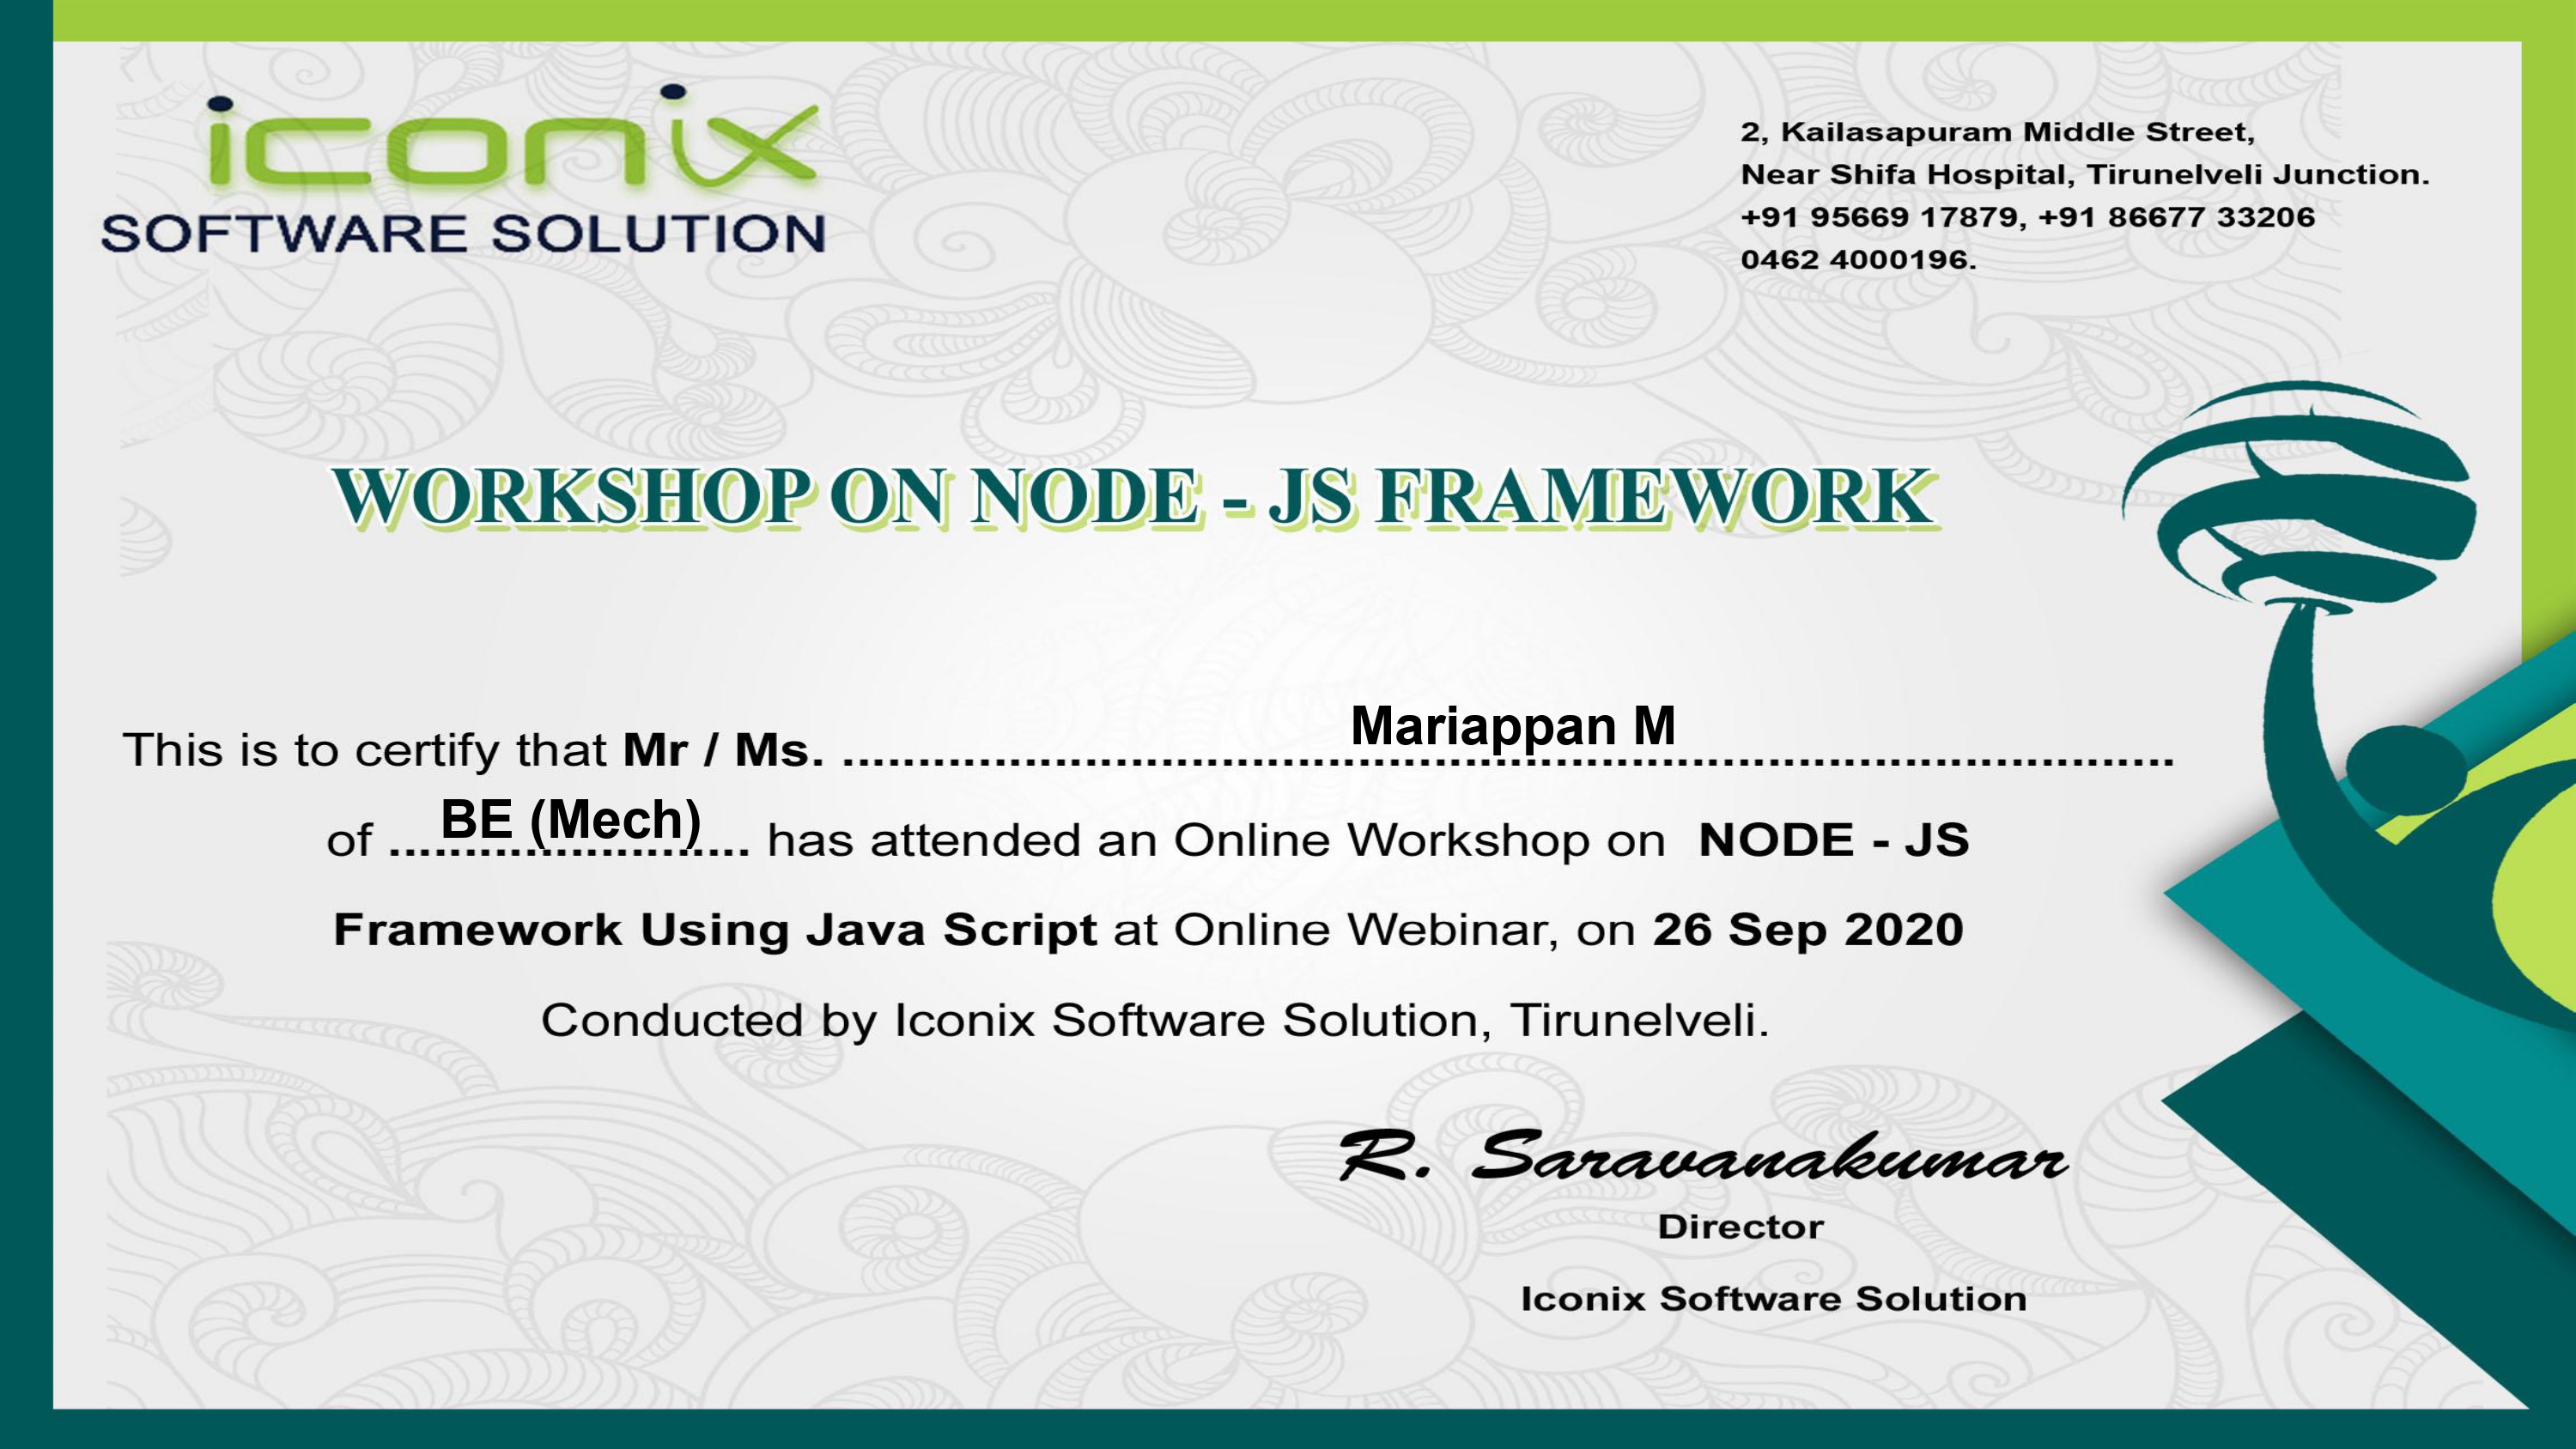 iconix
SOFTWARE SOLUTION
2, Kailasapuram Middle Street,
Near Shifa Hospital, Tirunelveli Junction.
+91 95669 17879, +91 86677 33206
0462 4000196.
WORKSHOP ON NODE - JS FRAMEWORK
This is to certify that Mr / Ms. Mariappan M
of BE (Mech) has attended an Online Workshop on NODE - JS
Framework Using Java Script at Online Webinar, on 26 Sep 2020
Conducted by Iconix Software Solution, Tirunelveli.
R. Saravanakumar
Director
Iconix Software Solution